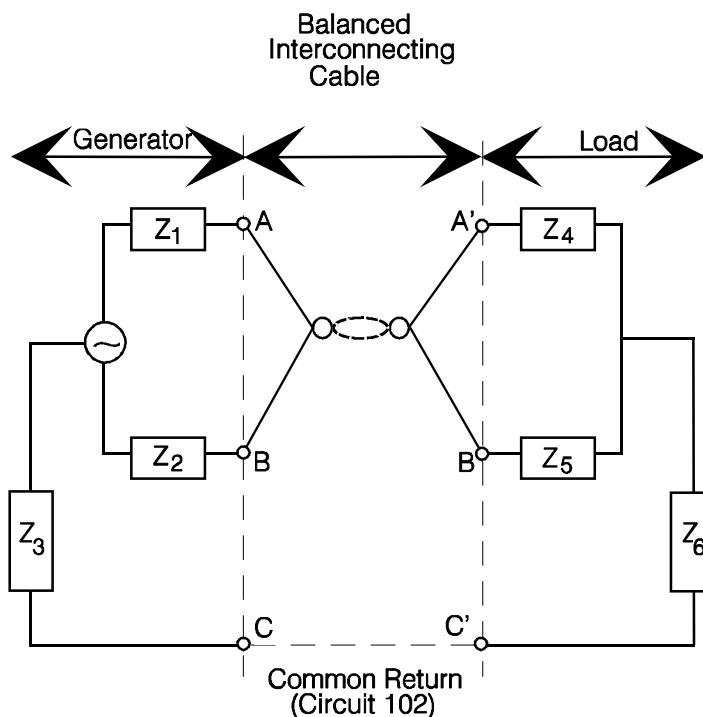 Balanced
Interconnecting
Cable
Generator
Load
Z1
A
A'
Z4
Z2
B
B
Z5
Z3
Z6
C
C'
Common Return
(Circuit 102)